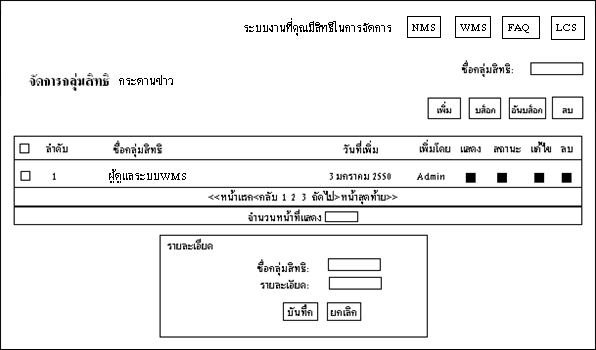 ระบบงานที่คุณมีสิทธิในการจัดการ NMS WMS FAQ LCS
ชื่อกลุ่มสิทธิ:
จัดการกลุ่มสิทธิ กระดานข่าว
เพิ่ม บล็อก อันบล็อก ลบ
ลำดับ ชื่อกลุ่มสิทธิ วันที่เพิ่ม เพิ่มโดย แสดง สถานะ แก้ไข ลบ
1 ผู้ดูแลระบบWMS 3 มกราคม 2550 Admin
<<หน้าแรก<กลับ 1 2 3 ถัดไป>หน้าสุดท้าย>>
จำนวนหน้าที่แสดง
รายละเอียด
ชื่อกลุ่มสิทธิ:
รายละเอียด:
บันทึก ยกเลิก